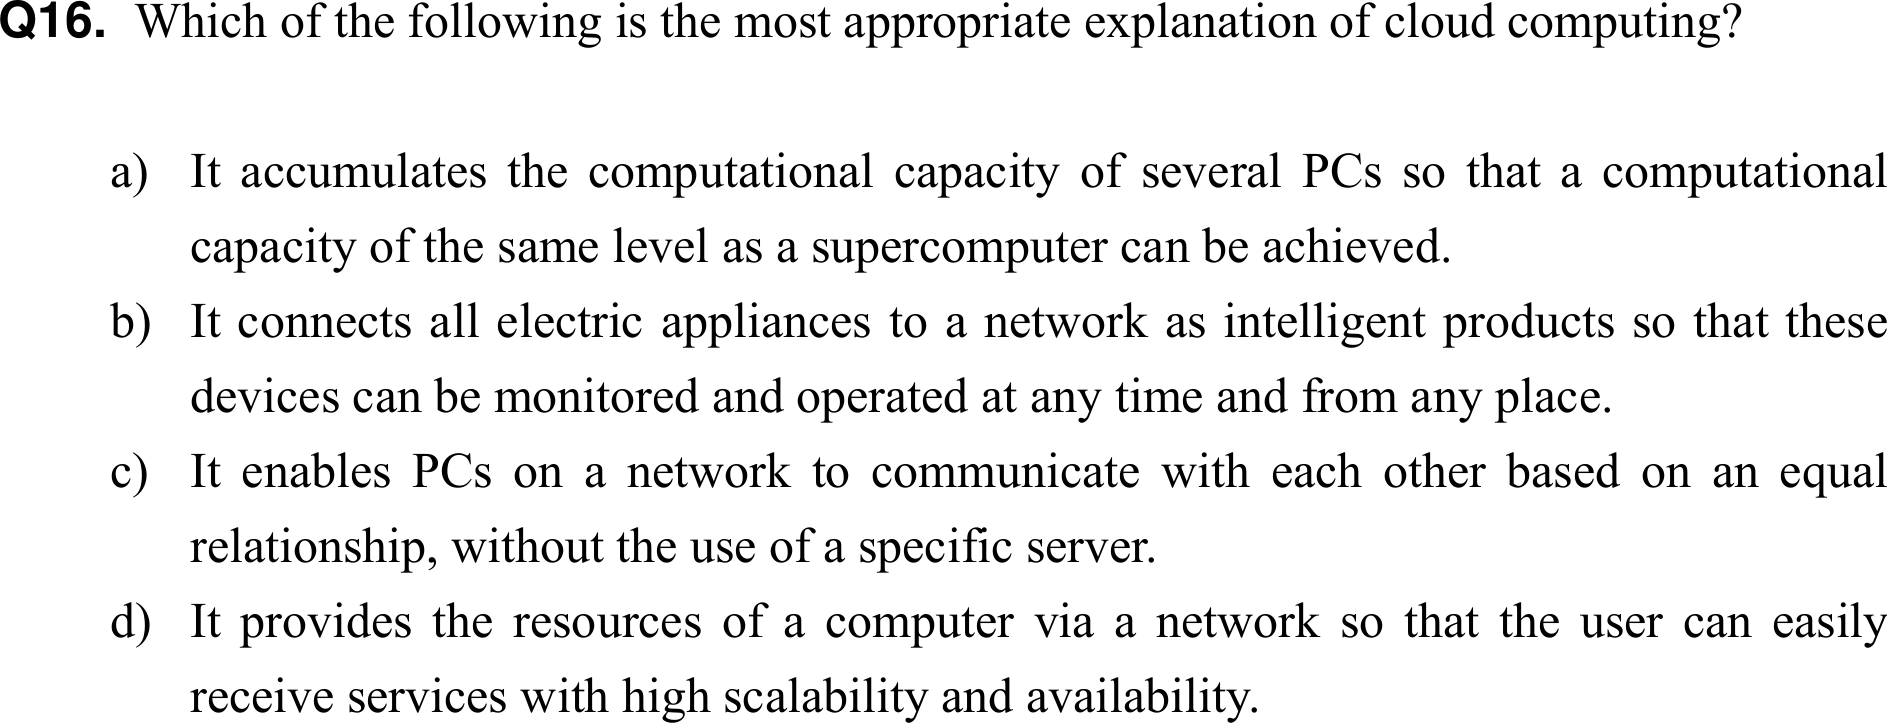 Q16. Which of the following is the most appropriate explanation of cloud computing?
a) It accumulates the computational capacity of several PCs so that a computational
capacity of the same level as a supercomputer can be achieved.
b) It connects all electric appliances to a network as intelligent products so that these
devices can be monitored and operated at any time and from any place.
c) It enables PCs on a network to communicate with each other based on an equal
relationship, without the use of a specific server.
d) It provides the resources of a computer via a network so that the user can easily
receive services with high scalability and availability.